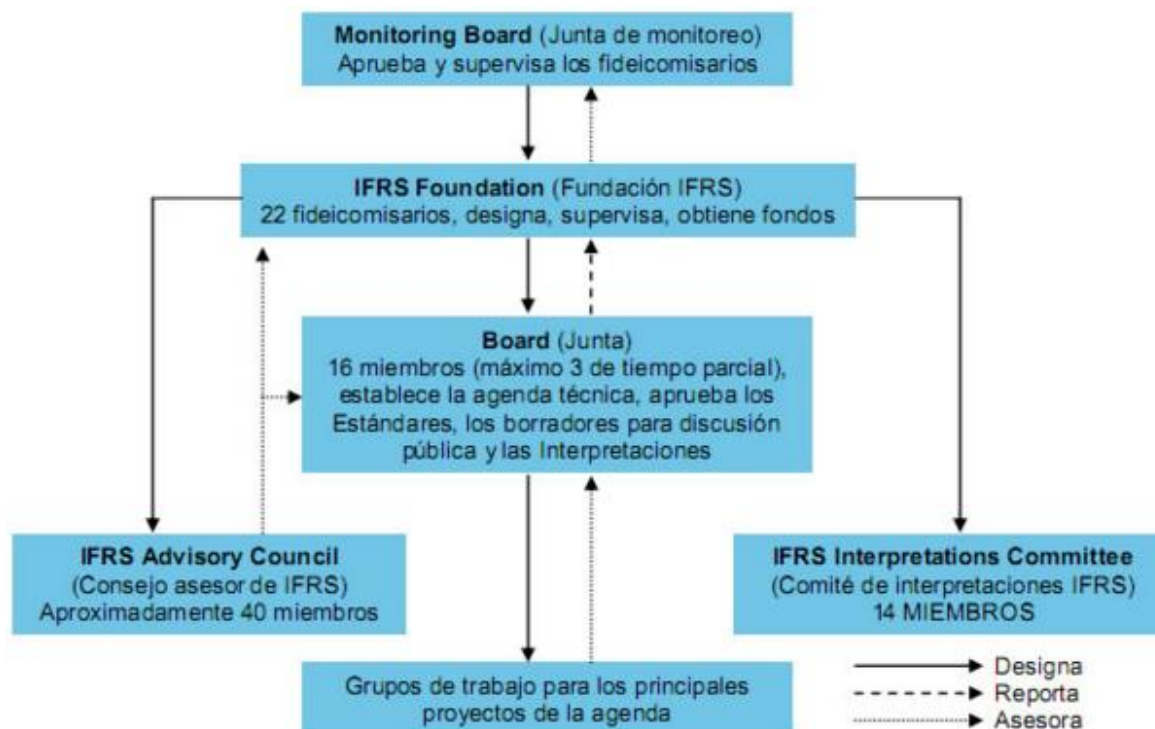 Monitoring Board (Junta de monitoreo)
Aprueba y supervisa los fideicomisarios
IFRS Foundation (Fundación IFRS)
22 fideicomisarios, designa, supervisa, obtiene fondos
Board (Junta)
16 miembros (máximo 3 de tiempo parcial),
establece la agenda técnica, aprueba los
Estándares, los borradores para discusión
pública y las Interpretaciones
IFRS Advisory Council
(Consejo asesor de IFRS)
Aproximadamente 40 miembros
IFRS Interpretations Committee
(Comité de interpretaciones IFRS)
14 MIEMBROS
Grupos de trabajo para los principales
proyectos de la agenda
Designa
Reporta
Asesora